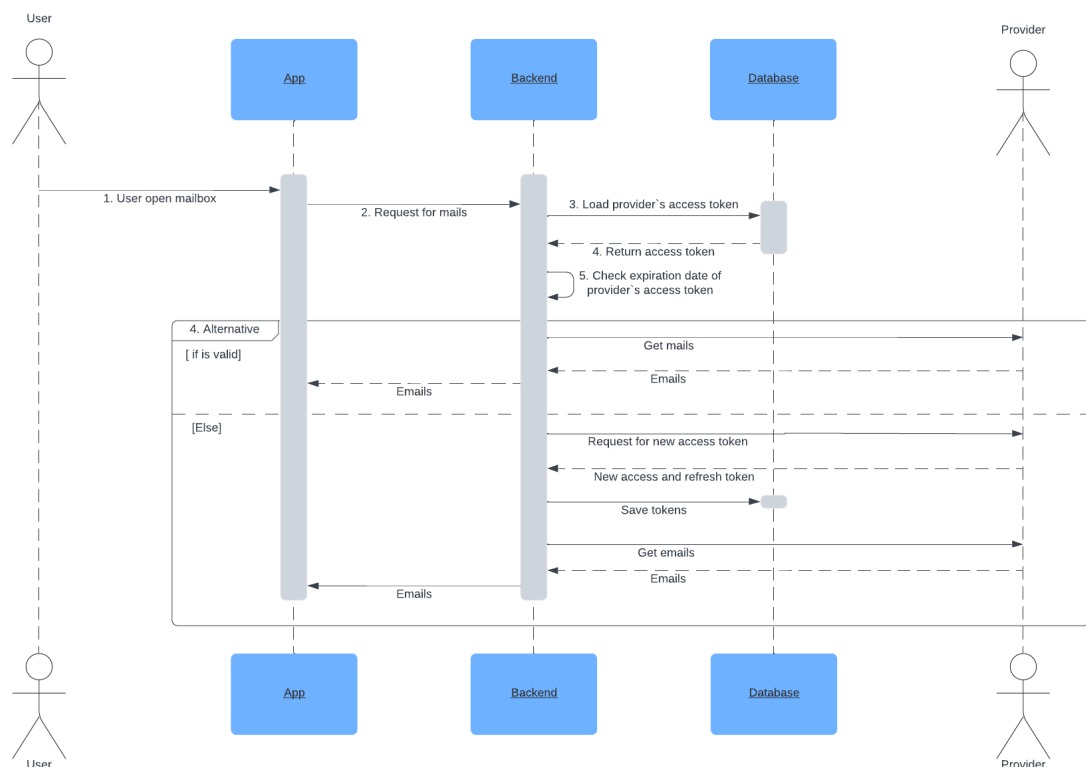 User
Provider
App
Backend
Database
1. User open mailbox
2. Request for mails
3. Load provider`s access token
4. Return access token
5. Check expiration date of
provider`s access token
4. Alternative
[ if is valid]
Get mails
Emails
Emails
[Else]
Request for new access token
New access and refresh token
Save tokens
Get emails
Emails
Emails
App
Backend
Database
User
Provider